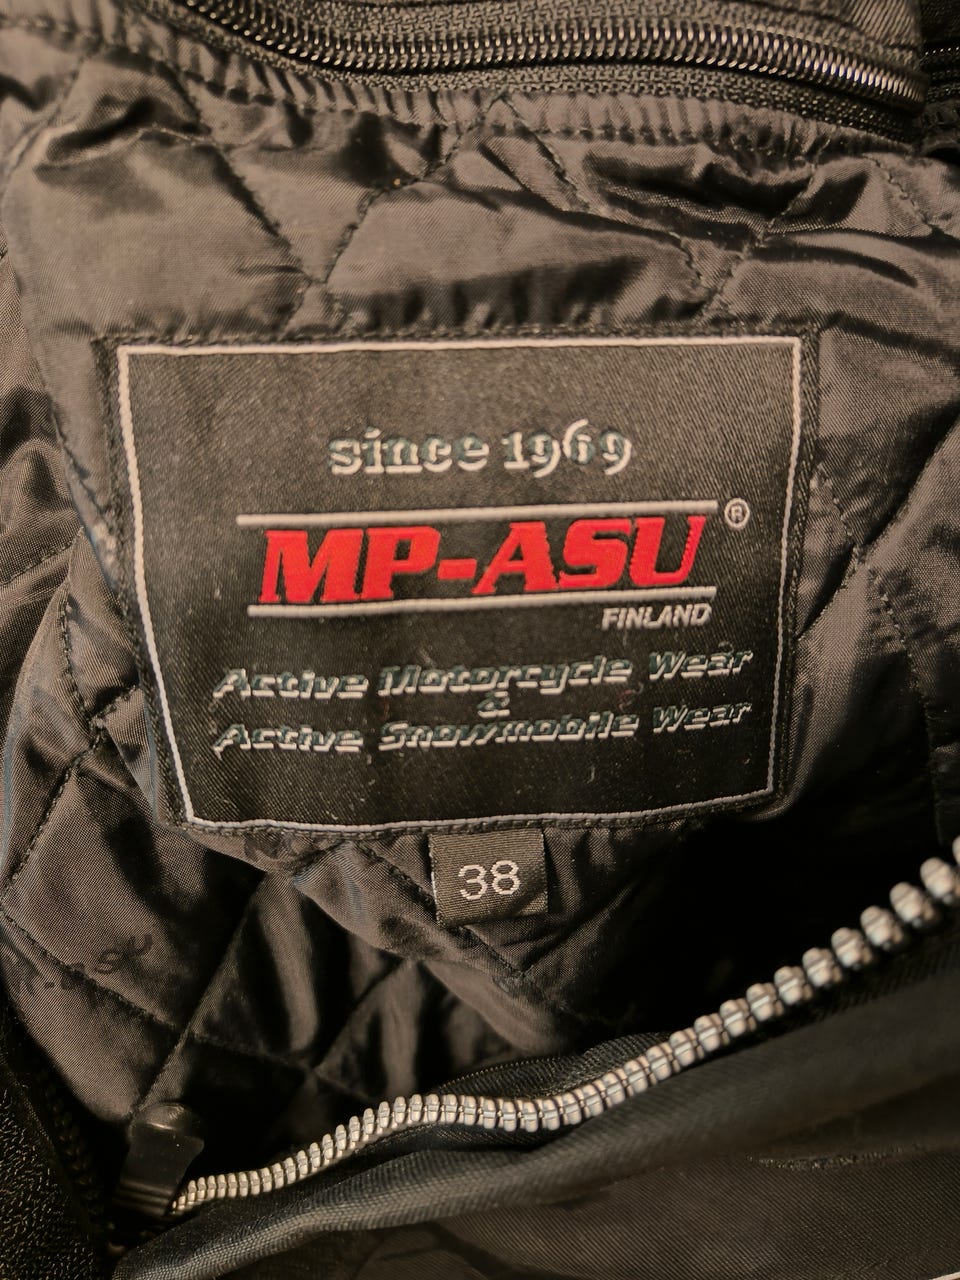 since 1969
MP-ASU®
FINLAND
Active Motorcycle Wear
&
Active Snowmobile Wear
38